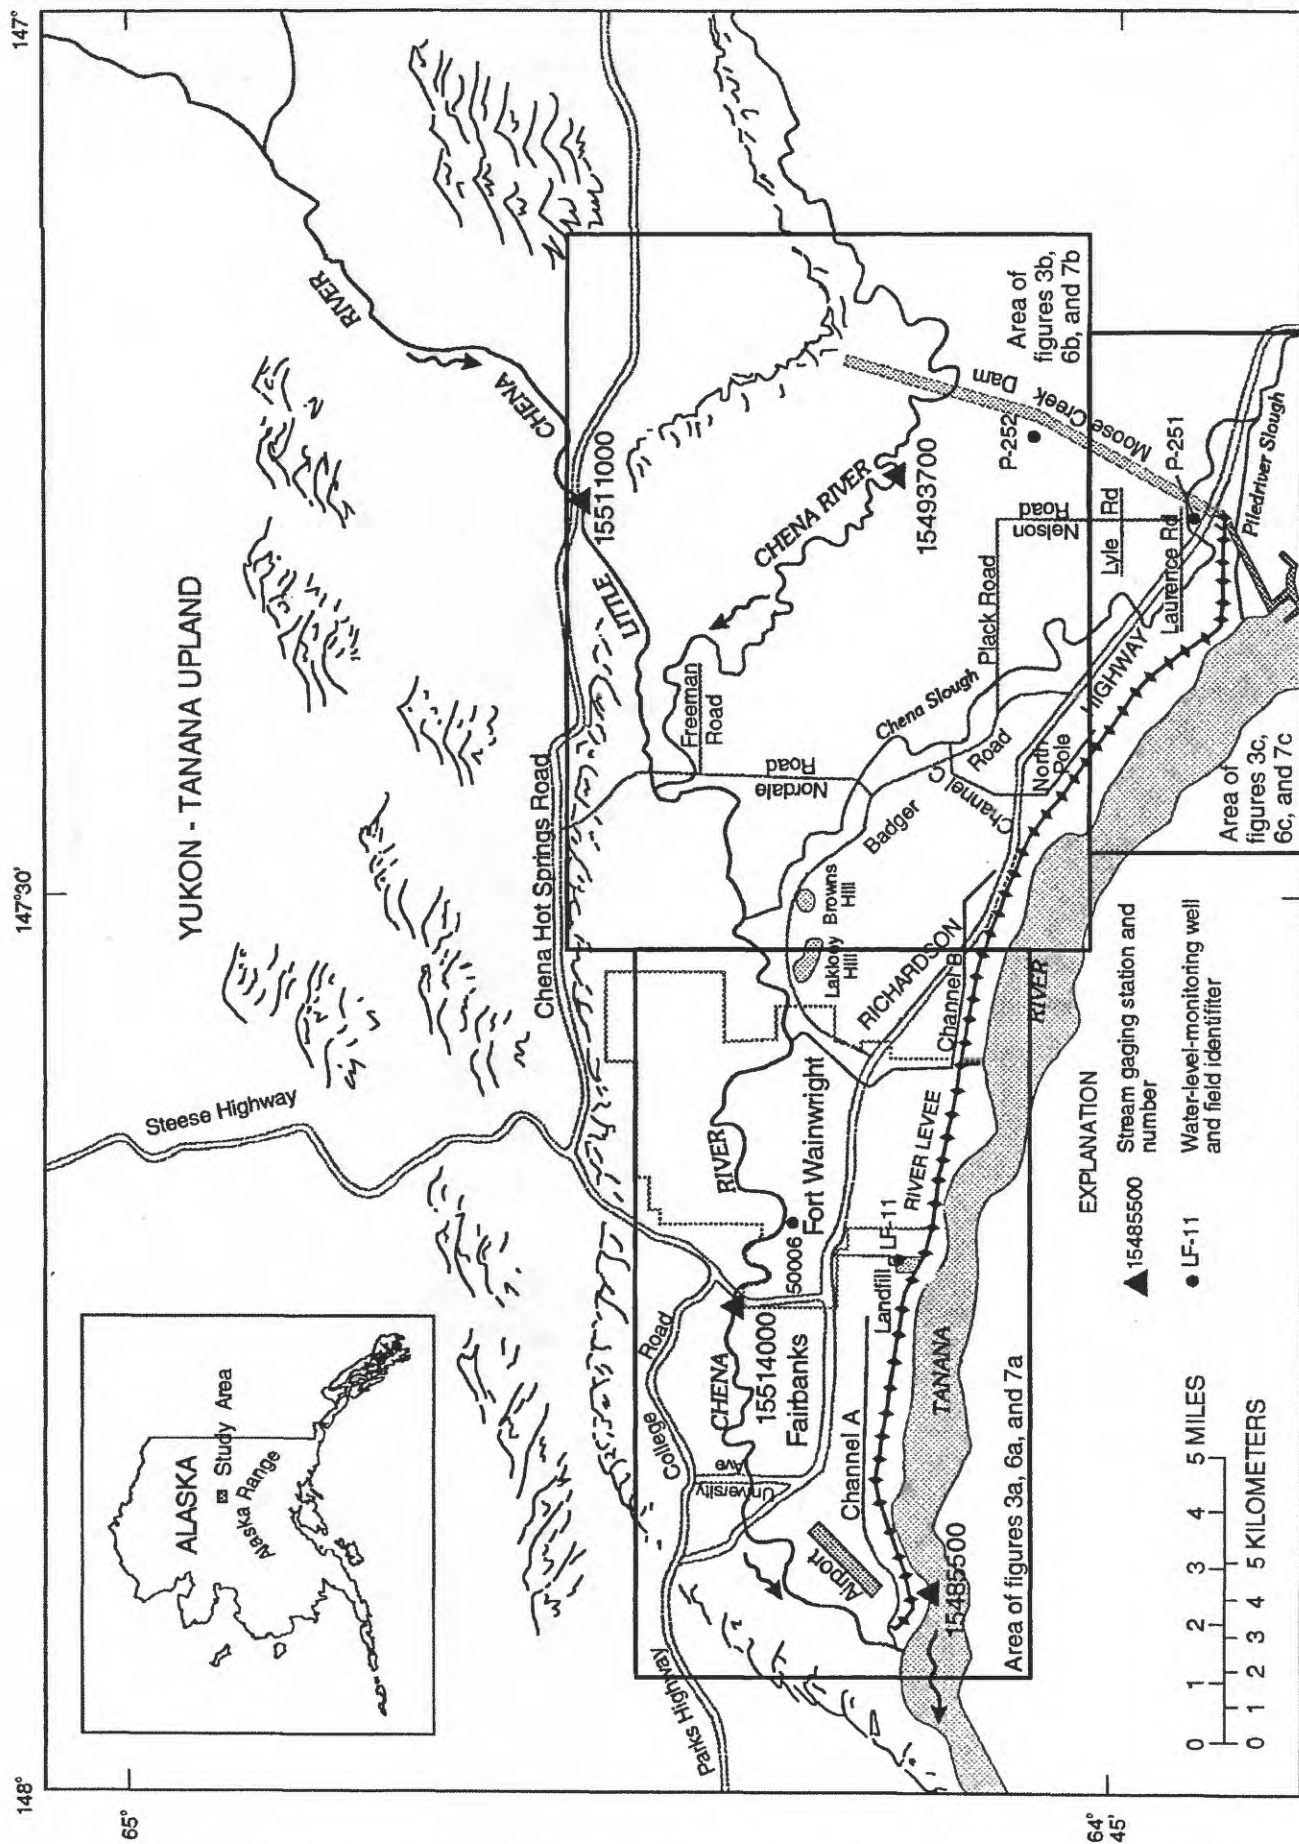 148°
147°30'
147°
65°
64°
45'
YUKON - TANANA UPLAND
ALASKA
Study Area
Alaska Range
Steese Highway
Chena Hot Springs Road
LITTLE
CHENA
RIVER
15511000
Parks Highway
College
Road
University
Ave
CHENA
RIVER
15514000
Fairbanks
50006
Fort Wainwright
Airport
Channel A
Landfill
LF-11
RIVER LEVEE
TANANA
RIVER
15485500
Area of figures 3a, 6a, and 7a
Freeman
Road
Nordale
Road
CHENA RIVER
15493700
Lakloey
Hill
Browns
Hill
Badger
Road
Chena Slough
Plack Road
Nelson
Road
Lyle Rd
Laurence Rd
P-252
P-251
Moose Creek Dam
Piledriver Slough
Channel C
Channel B
North
Pole
RICHARDSON
HIGHWAY
Area of
figures 3b,
6b, and 7b
Area of
figures 3c,
6c, and 7c
EXPLANATION
15485500 Stream gaging station and
number
LF-11 Water-level-monitoring well
and field identifiter
0 1 2 3 4 5 MILES
0 1 2 3 4 5 KILOMETERS